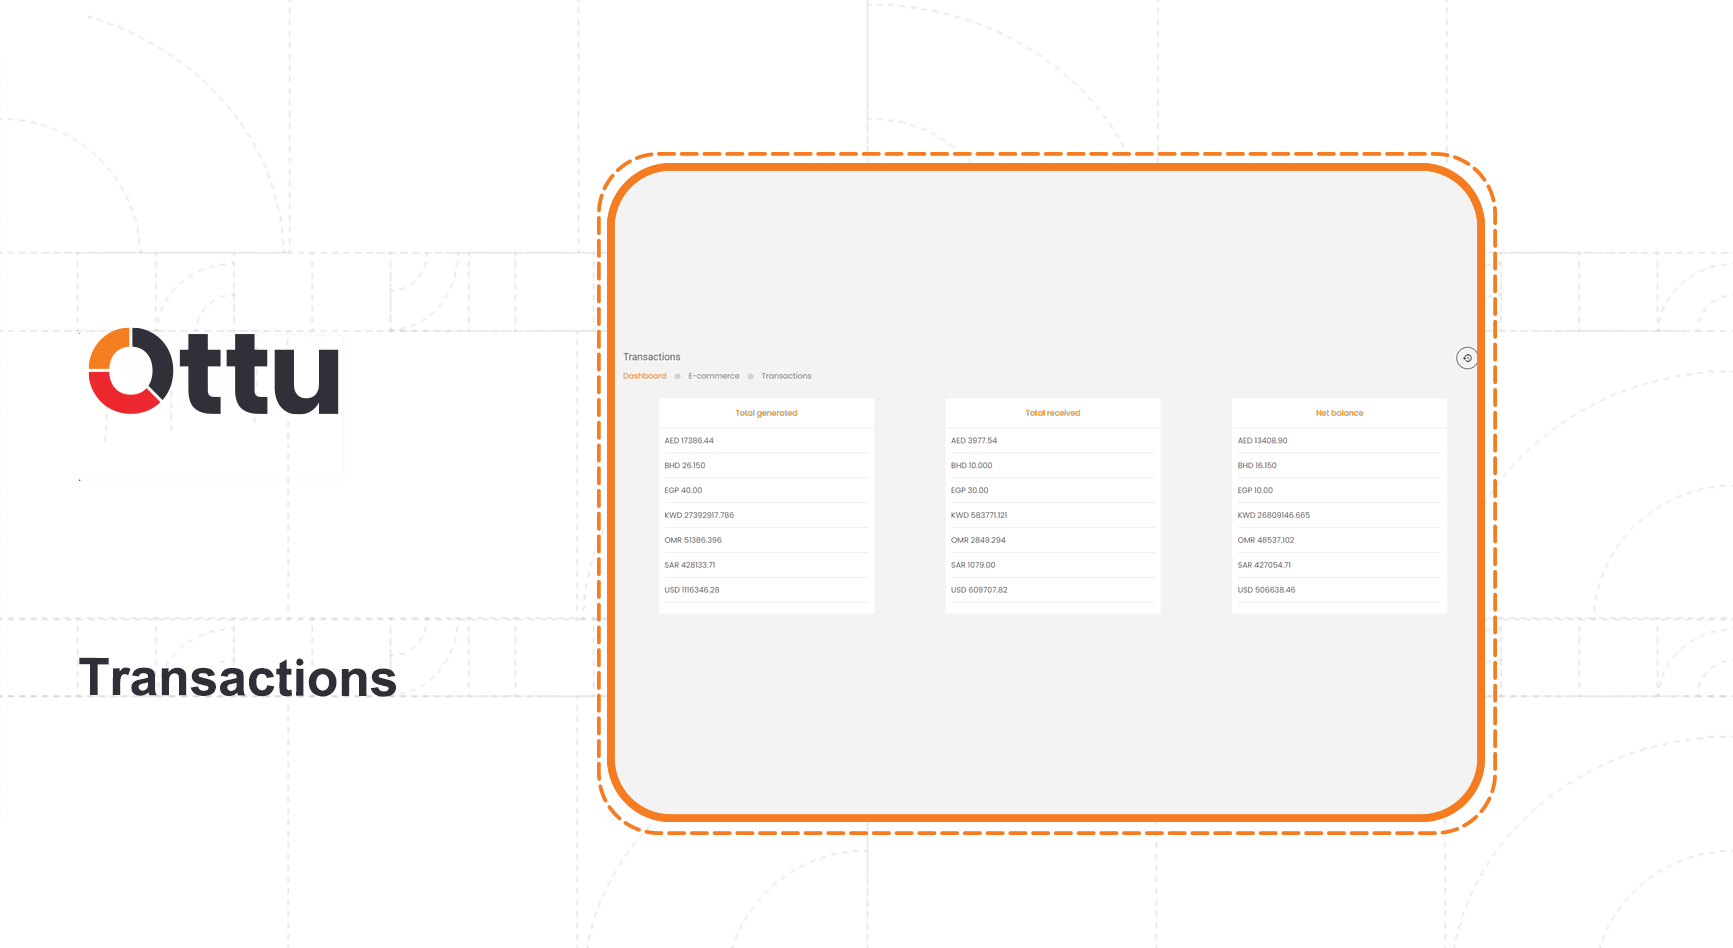 Ottu
Transactions
Transactions
Dashboard E-commerce Transactions
Total generated
AED 17386.44
BHD 26.150
EGP 40.00
KWD 27392917.786
OMR 51386.396
SAR 428133.71
USD 1116346.28
Total received
AED 3977.54
BHD 10.000
EGP 30.00
KWD 583771.121
OMR 2849.294
SAR 1079.00
USD 609707.82
Net balance
AED 13408.90
BHD 16.150
EGP 10.00
KWD 26809146.665
OMR 48537.102
SAR 427054.71
USD 506638.46